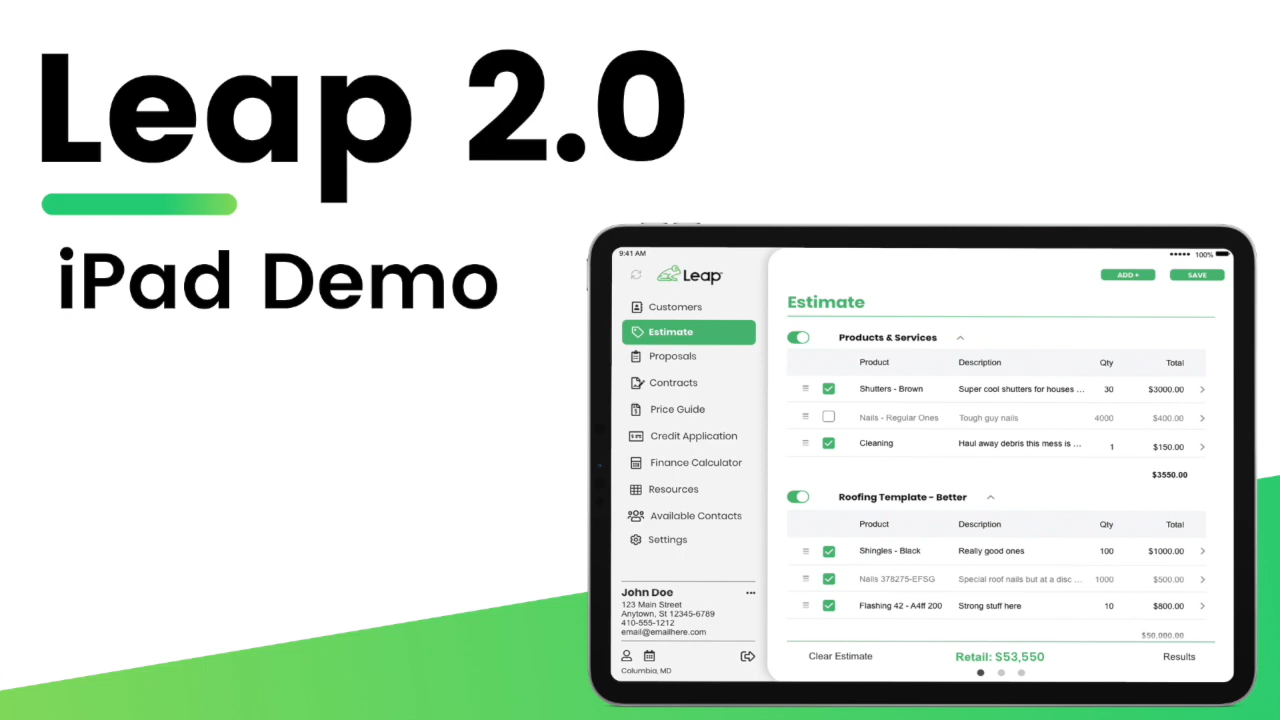 Leap 2.0
iPad Demo
9:41 AM
100%
Leap
Customers
Estimate
Proposals
Contracts
Price Guide
Credit Application
Finance Calculator
Resources
Available Contacts
Settings
John Doe
123 Main Street
Anytown, St 12345-6789
410-555-1212
email@emailhere.com
Columbia, MD
ADD + SAVE
Estimate
Products & Services
Product Description Qty Total
Shutters - Brown Super cool shutters for houses ... 30 $3000.00
Nails - Regular Ones Tough guy nails 4000 $400.00
Cleaning Haul away debris this mess is ... 1 $150.00
$3550.00
Roofing Template - Better
Product Description Qty Total
Shingles - Black Really good ones 100 $1000.00
Nails 378275-EFSG Special roof nails but at a disc ... 1000 $500.00
Flashing 42 - A4ff 200 Strong stuff here 10 $800.00
$50,000.00
Clear Estimate Retail: $53,550 Results